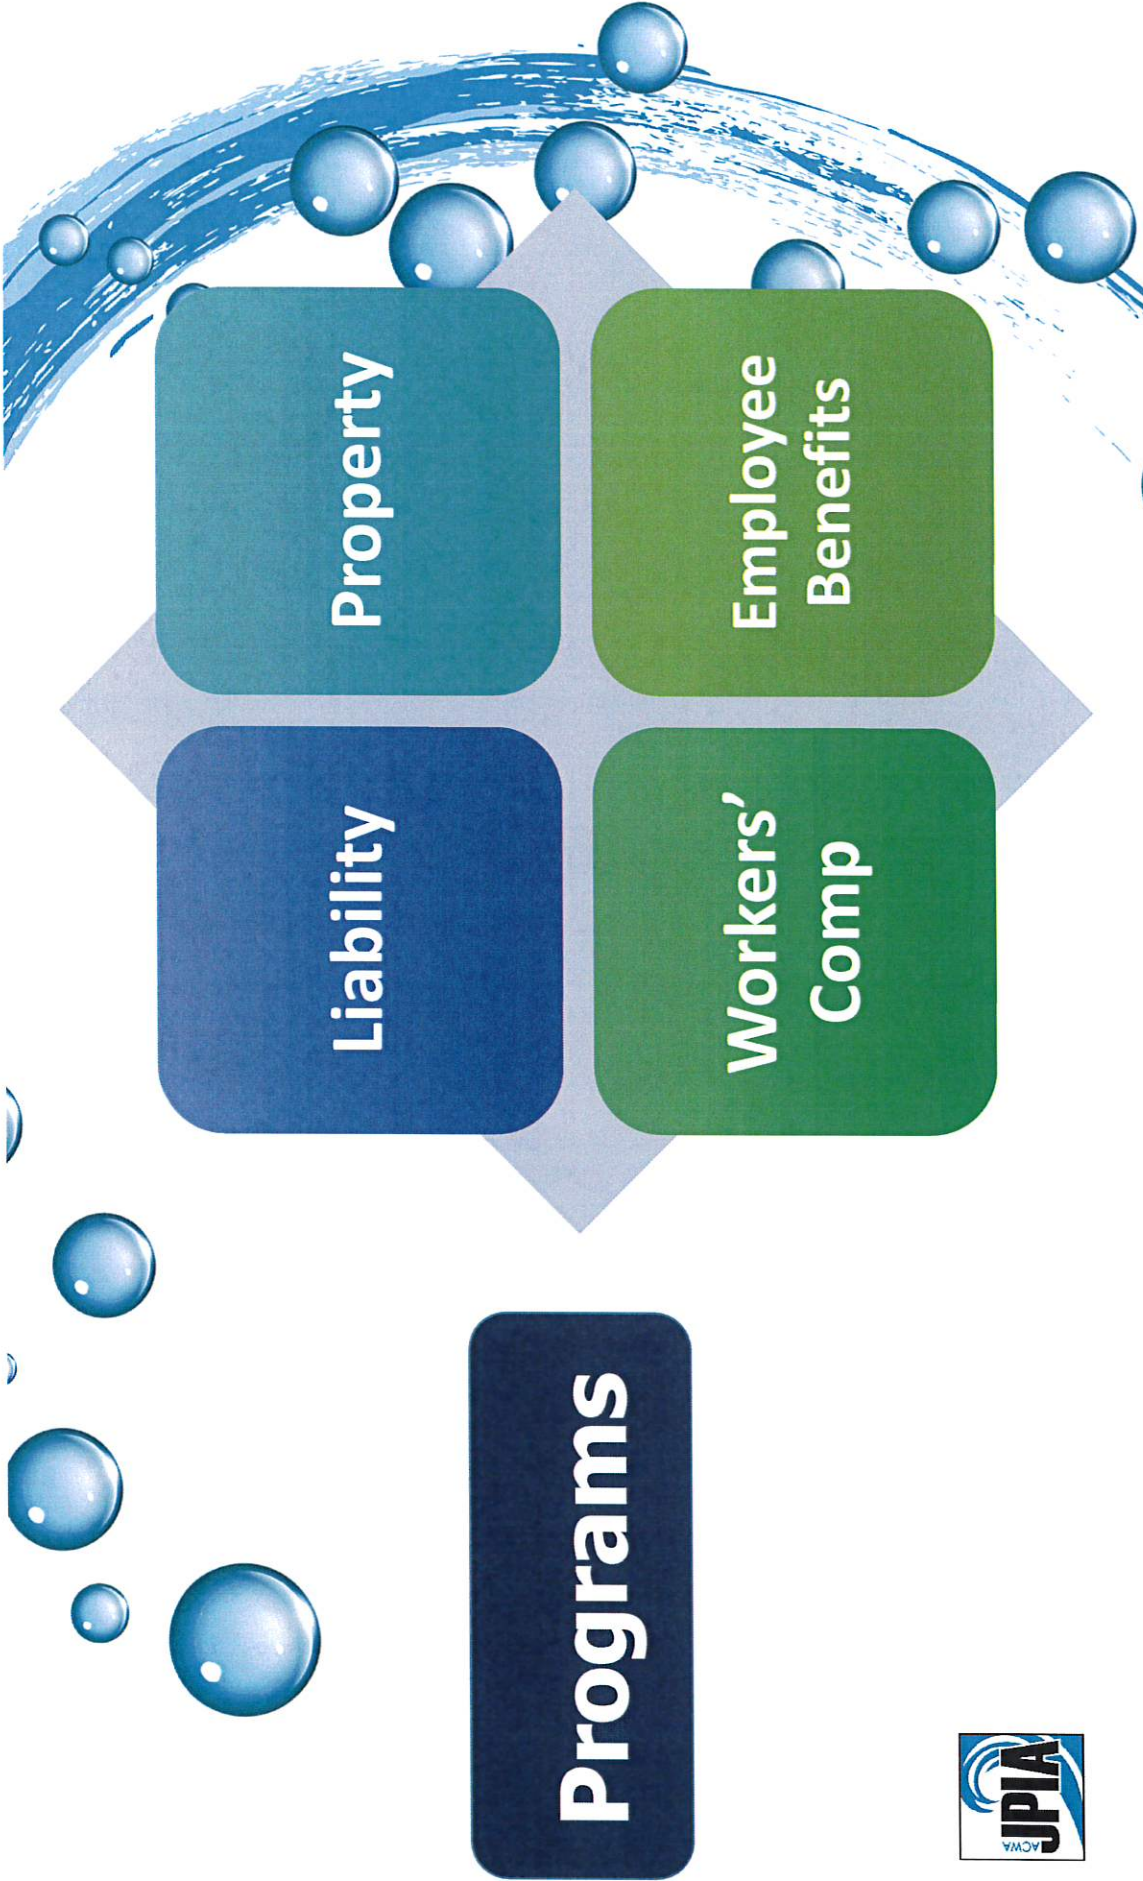 Programs
Liability
Property
Workers’
Comp
Employee
Benefits
ACWA
JPIA